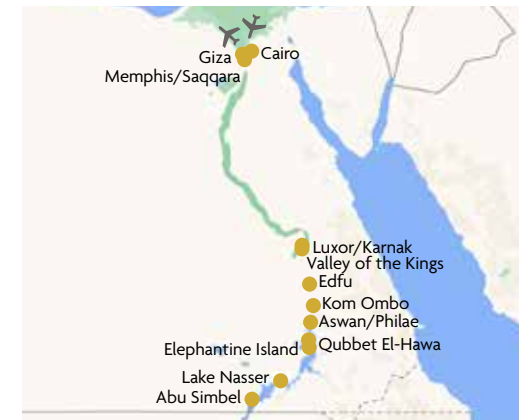 Giza
Cairo
Memphis/Saqqara
Luxor/Karnak
Valley of the Kings
Edfu
Kom Ombo
Aswan/Philae
Elephantine Island
Qubbet El-Hawa
Lake Nasser
Abu Simbel